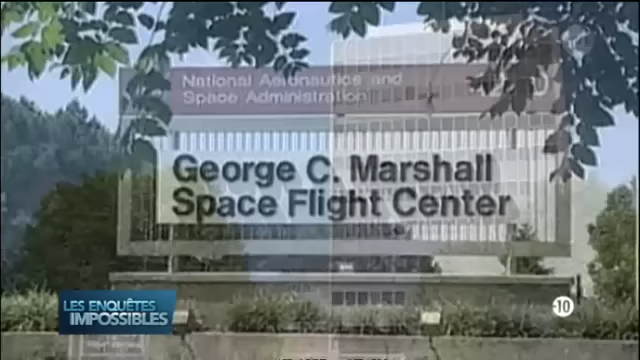 National Aeronautics and
Space Administration
George C. Marshall
Space Flight Center
LES ENQUÊTES
IMPOSSIBLES
-10